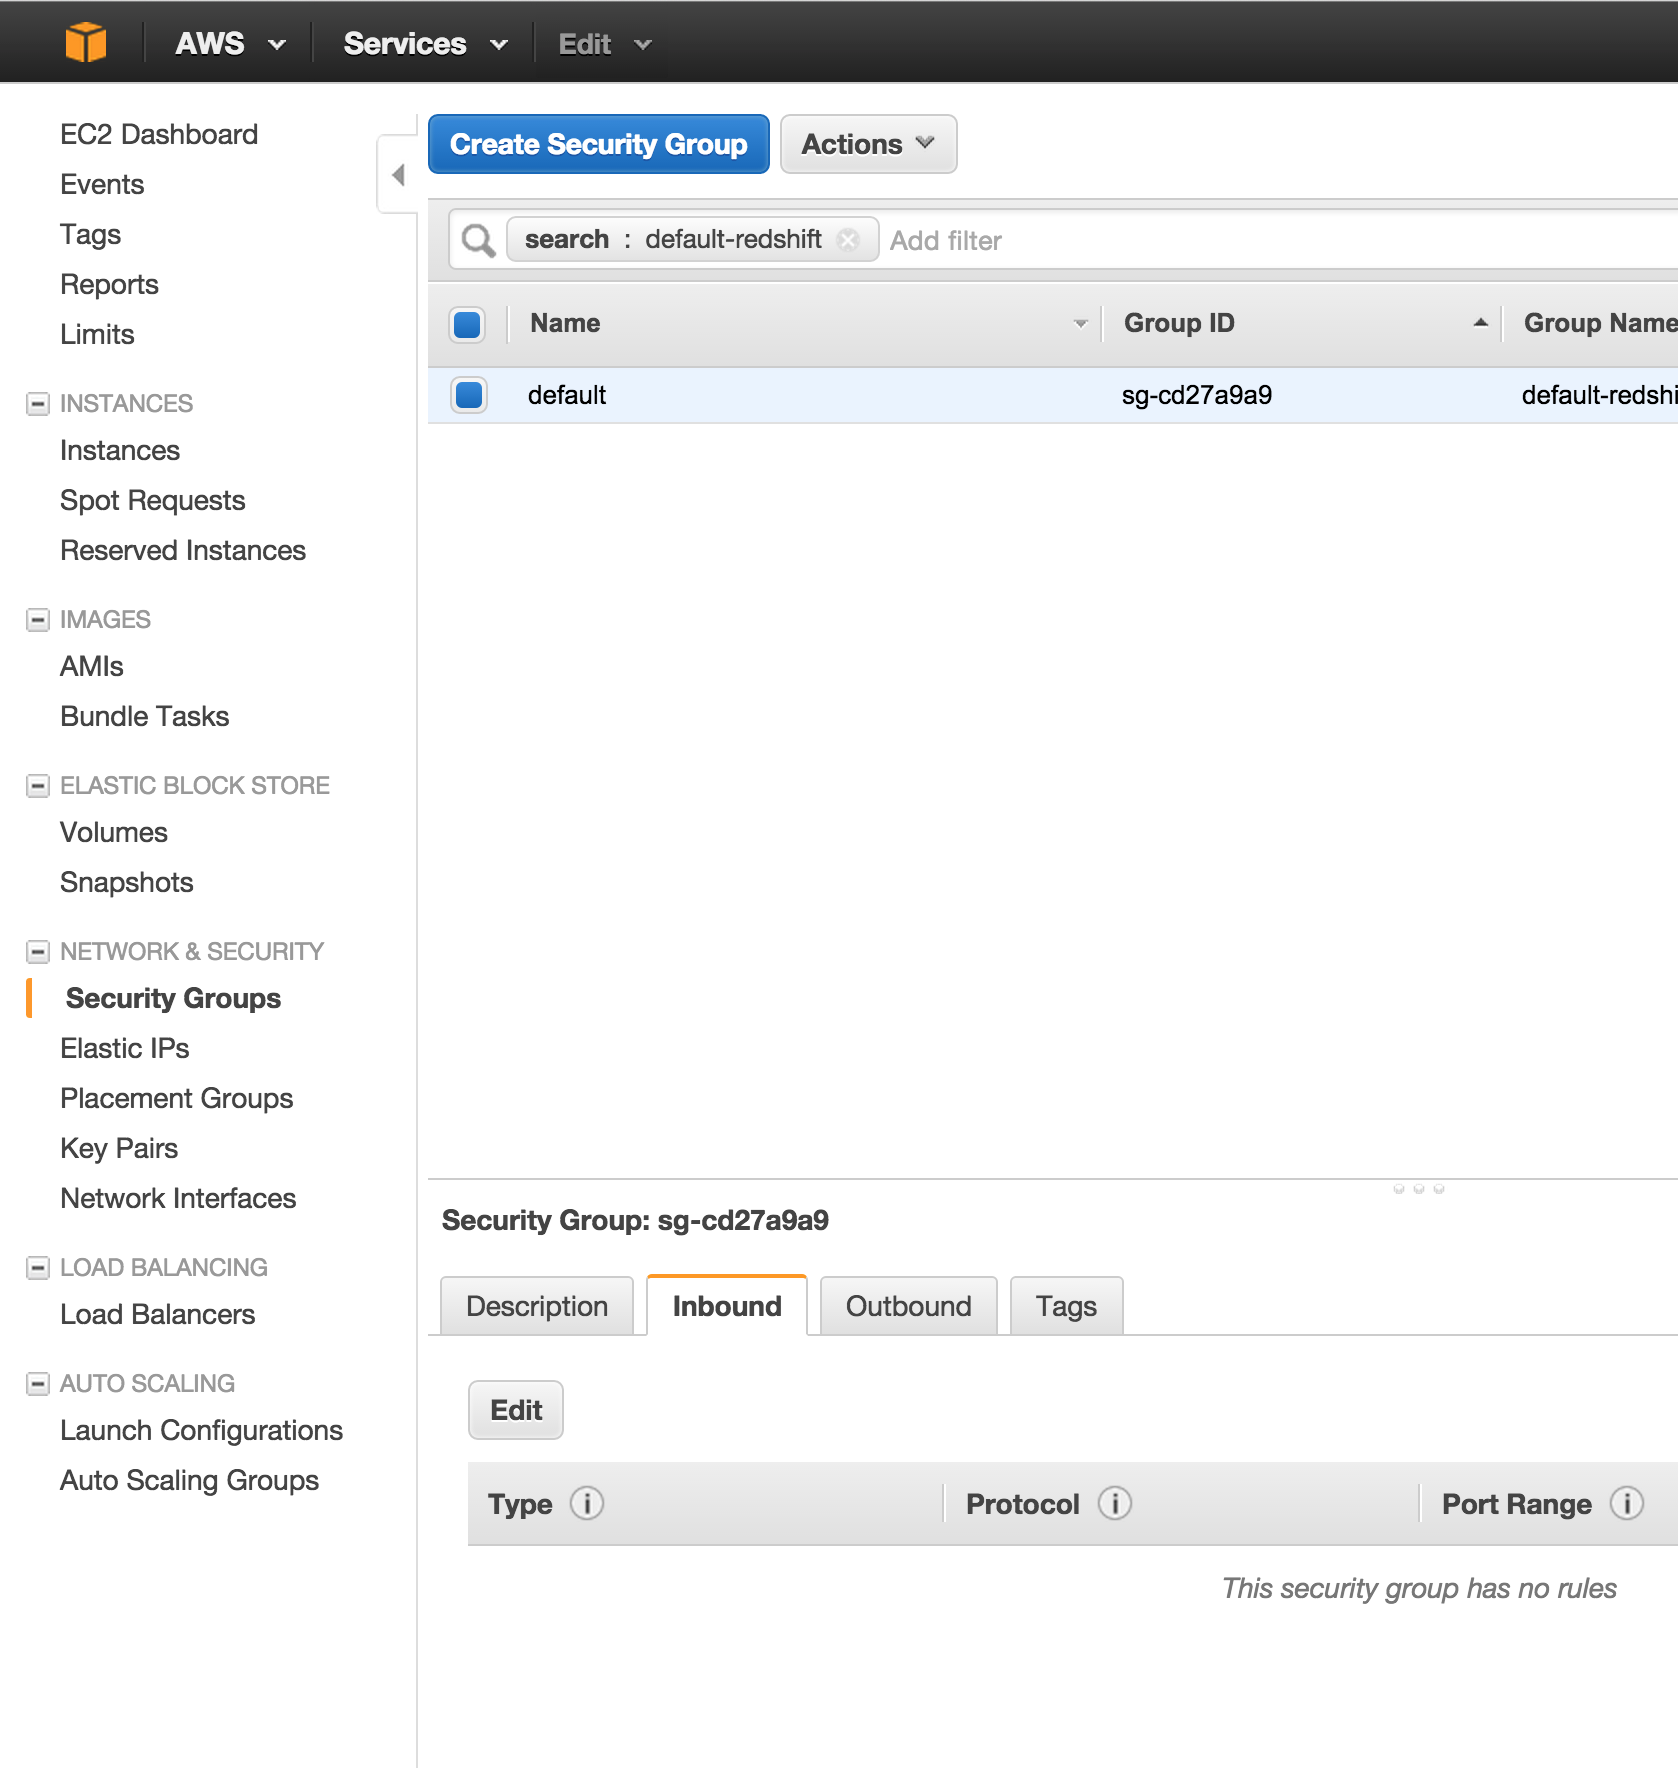 AWS Services Edit
EC2 Dashboard
Events
Tags
Reports
Limits
INSTANCES
Instances
Spot Requests
Reserved Instances
IMAGES
AMIs
Bundle Tasks
ELASTIC BLOCK STORE
Volumes
Snapshots
NETWORK & SECURITY
Security Groups
Elastic IPs
Placement Groups
Key Pairs
Network Interfaces
LOAD BALANCING
Load Balancers
AUTO SCALING
Launch Configurations
Auto Scaling Groups
Create Security Group Actions
search : default-redshift Add filter
Name Group ID Group Name
default sg-cd27a9a9 default-redshi
Security Group: sg-cd27a9a9
Description Inbound Outbound Tags
Edit
Type Protocol Port Range
This security group has no rules